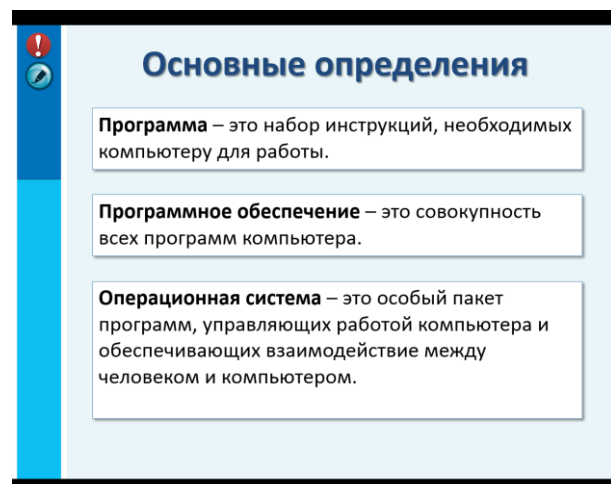 Основные определения
Программа – это набор инструкций, необходимых
компьютеру для работы.
Программное обеспечение – это совокупность
всех программ компьютера.
Операционная система – это особый пакет
программ, управляющих работой компьютера и
обеспечивающих взаимодействие между
человеком и компьютером.